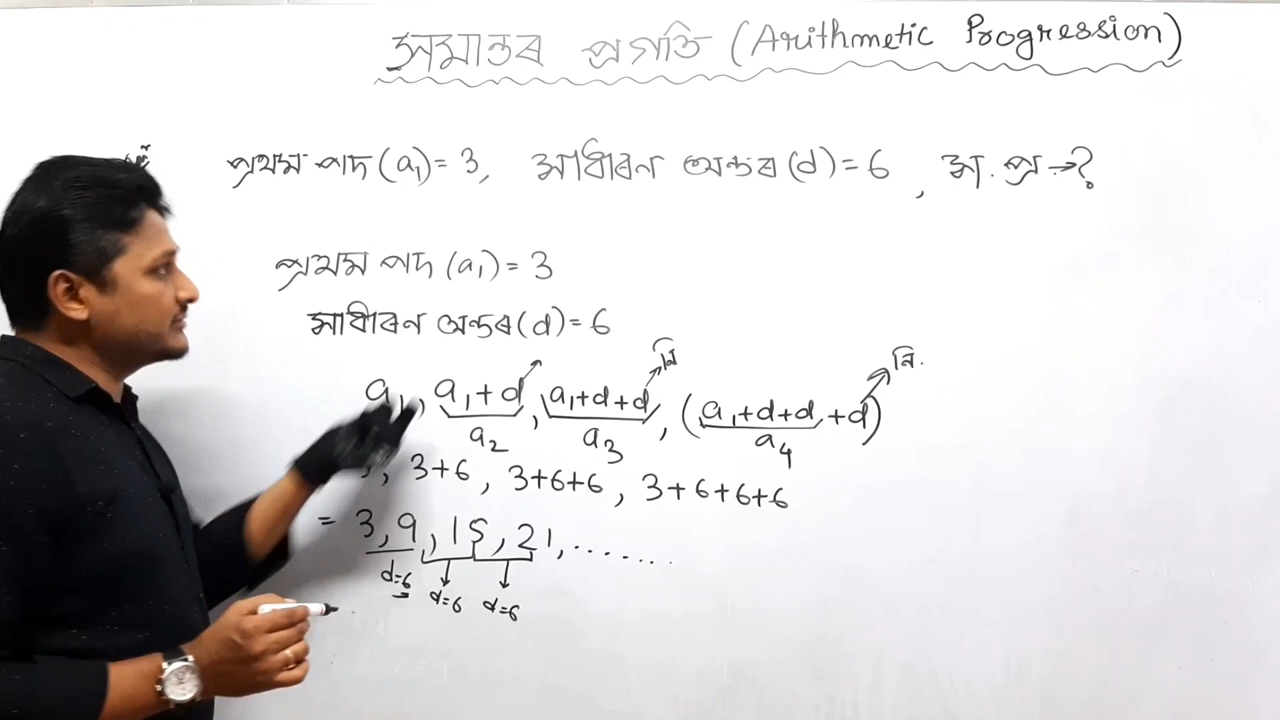 সমান্তৰ প্ৰগতি (Arithmetic Progression)
প্ৰথম পদ (a₁) = 3, সাধাৰন অন্তৰ (d) = 6, স. প্ৰ → ?
প্ৰথম পদ (a₁) = 3
সাধাৰন অন্তৰ (d) = 6
নি নি.
a₁, a₁+d, a₁+d+d, (a₁+d+d+d)
a₂ a₃ a₄
, 3+6, 3+6+6, 3+6+6+6
= 3, 9, 15, 21, ........
d=6 d=6 d=6